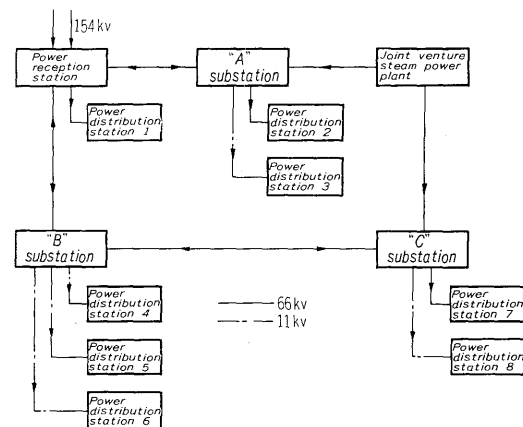 154kv
Power
reception
station
"A"
substation
Joint venture
steam power
plant
Power
distribution
station 1
Power
distribution
station 2
Power
distribution
station 3
"B"
substation
"C"
substation
Power
distribution
station 4
66kv
11kv
Power
distribution
station 7
Power
distribution
station 5
Power
distribution
station 8
Power
distribution
station 6